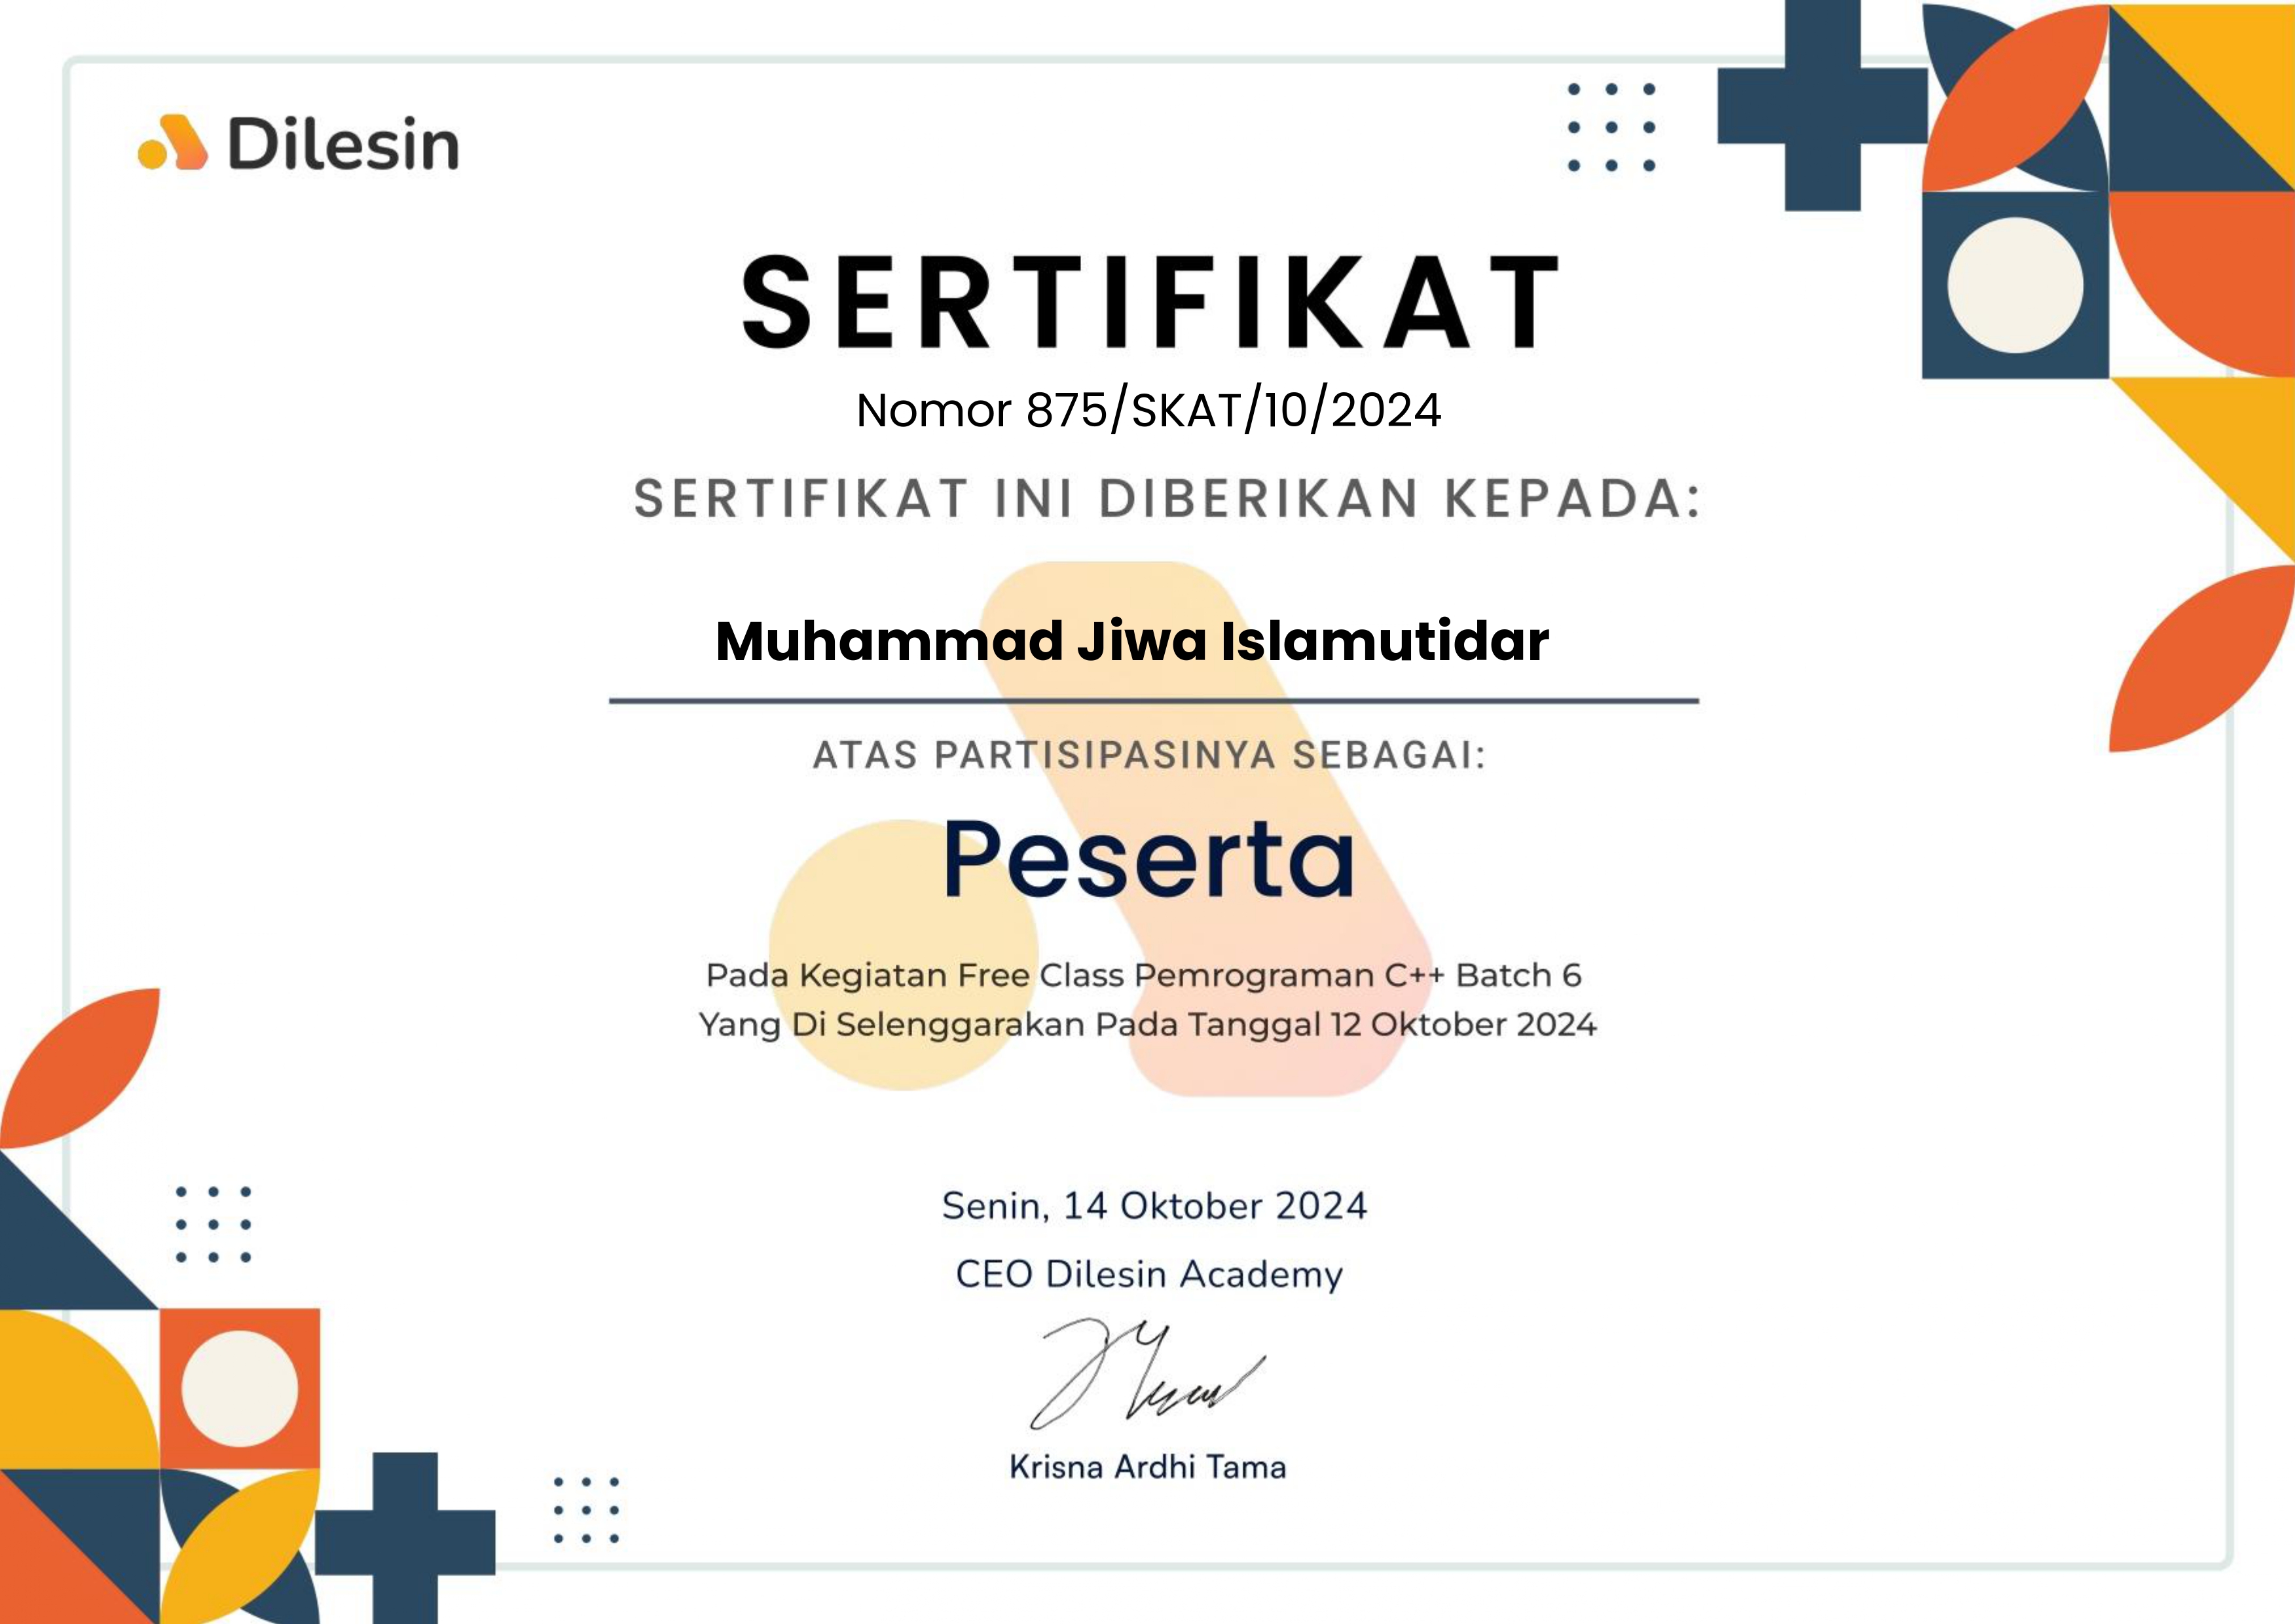 Dilesin
SERTIFIKAT
Nomor 875/SKAT/10/2024
SERTIFIKAT INI DIBERIKAN KEPADA:
Muhammad Jiwa Islamutidar
ATAS PARTISIPASINYA SEBAGAI:
Peserta
Pada Kegiatan Free Class Pemrograman C++ Batch 6
Yang Di Selenggarakan Pada Tanggal 12 Oktober 2024
Senin, 14 Oktober 2024
CEO Dilesin Academy
Krisna Ardhi Tama